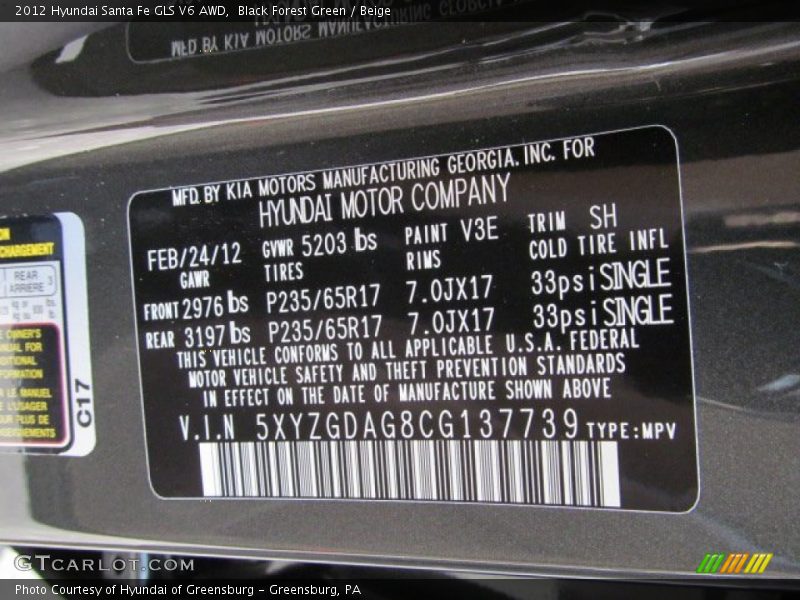 2012 Hyundai Santa Fe GLS V6 AWD, Black Forest Green / Beige
MFD. BY KIA MOTORS MANUFACTURING GEORGIA, INC. FOR
HYUNDAI MOTOR COMPANY
FEB/24/12 GVWR 5203 lbs PAINT V3E TRIM SH
GAWR TIRES RIMS COLD TIRE INFL
FRONT 2976 lbs P235/65R17 7.0JX17 33psi SINGLE
REAR 3197 lbs P235/65R17 7.0JX17 33psi SINGLE
THIS VEHICLE CONFORMS TO ALL APPLICABLE U.S.A. FEDERAL
MOTOR VEHICLE SAFETY AND THEFT PREVENTION STANDARDS
IN EFFECT ON THE DATE OF MANUFACTURE SHOWN ABOVE
V.I.N 5XYZGDAG8CG137739 TYPE:MPV
CHARGEMENT
REAR
ARRIERE 3
C17
GTCARLOT.COM
Photo Courtesy of Hyundai of Greensburg - Greensburg, PA